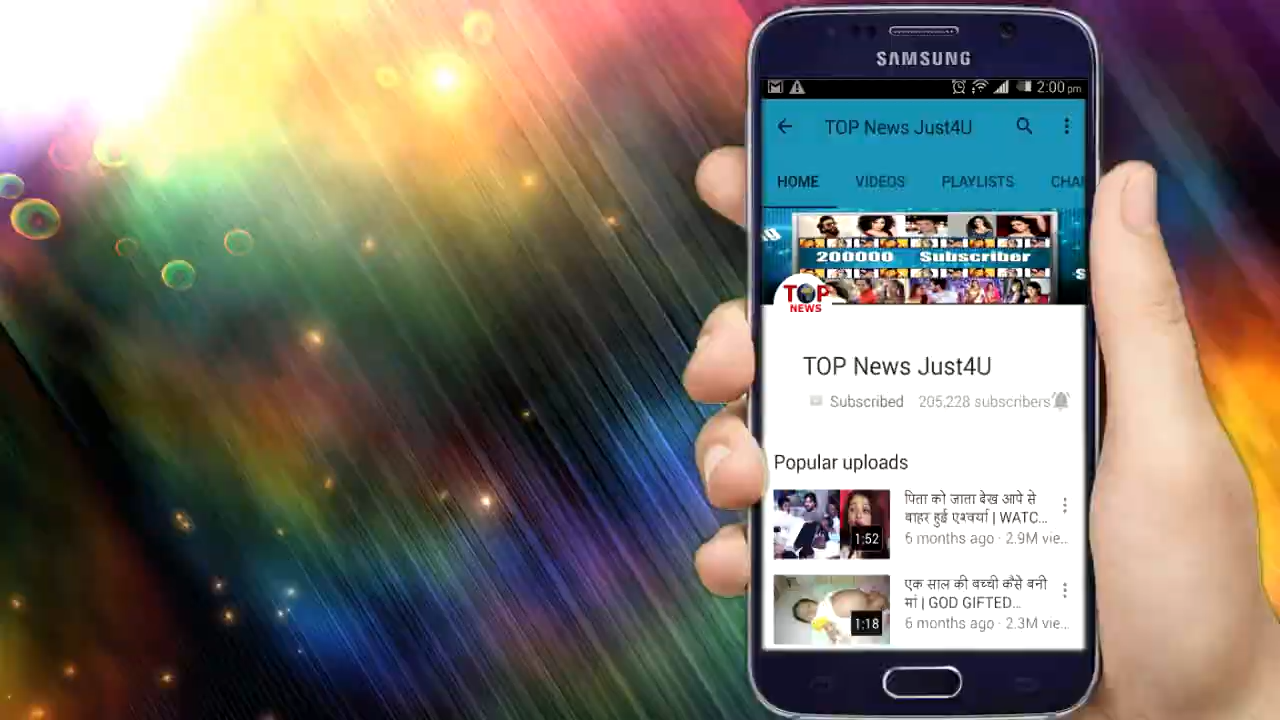 SAMSUNG
2:00 pm
TOP News Just4U
HOME VIDEOS PLAYLISTS CHA
200000 Subscriber
TOP
NEWS
TOP News Just4U
Subscribed 205,228 subscribers
Popular uploads
पिता को जाता देख आपे से
बाहर हुई एश्वर्या | WATC...
6 months ago · 2.9M vie...
1:52
एक साल की बच्ची कैसे बनी
मां | GOD GIFTED...
6 months ago · 2.3M vie...
1:18